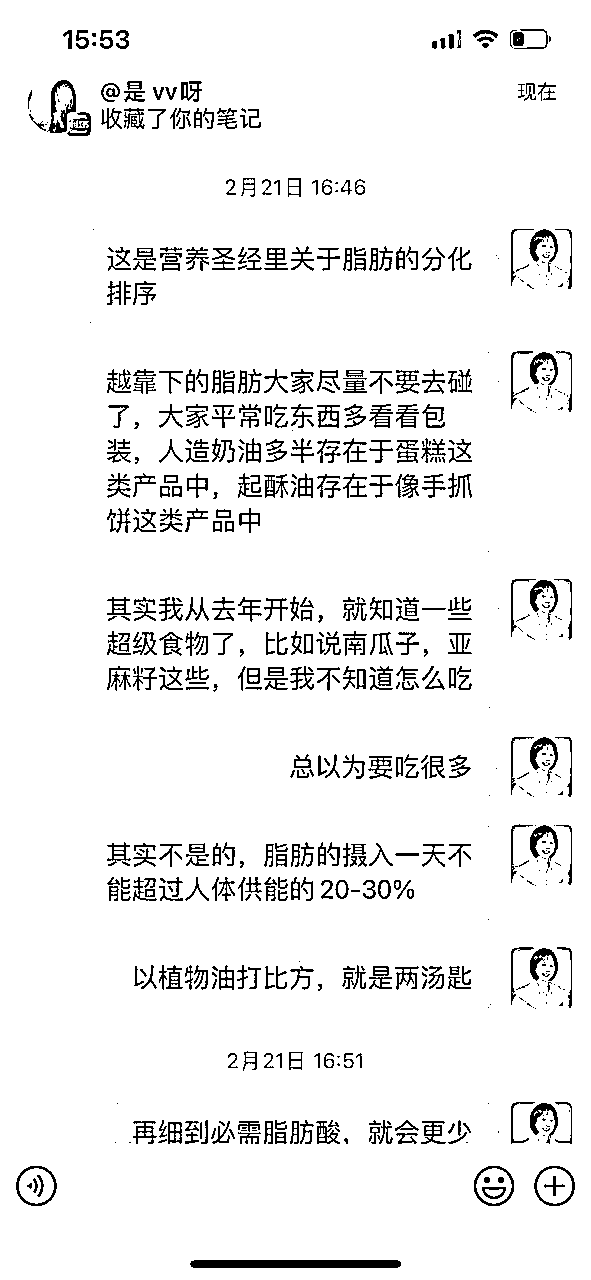 15:53
@是 vv呀
现在
收藏了你的笔记
2月21日 16:46
这是营养圣经里关于脂肪的分化
排序
越靠下的脂肪大家尽量不要去碰
了，大家平常吃东西多看看包
装，人造奶油多半存在于蛋糕这
类产品中，起酥油存在于像手抓
饼这类产品中
其实我从去年开始，就知道一些
超级食物了，比如说南瓜子，亚
麻籽这些，但是我不知道怎么吃
总以为要吃很多
其实不是的，脂肪的摄入一天不
能超过人体供能的 20-30%
以植物油打比方，就是两汤匙
2月21日 16:51
再细到必需脂肪酸，就会更少